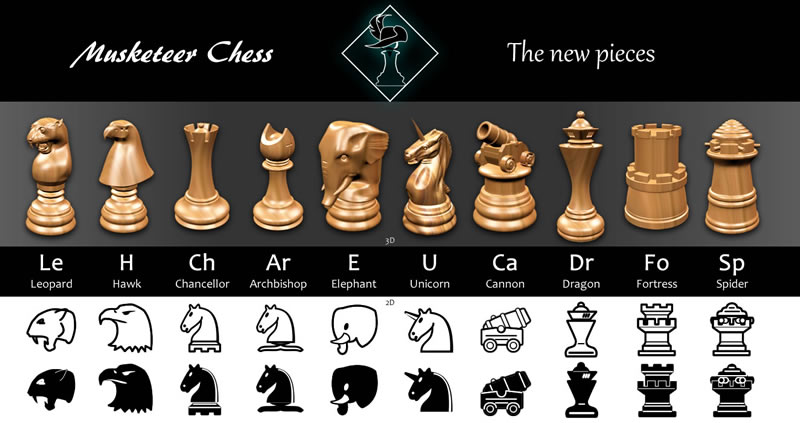 Musketeer Chess
The new pieces
3D
Le H Ch Ar E U Ca Dr Fo Sp
Leopard Hawk Chancellor Archbishop Elephant Unicorn Cannon Dragon Fortress Spider
2D